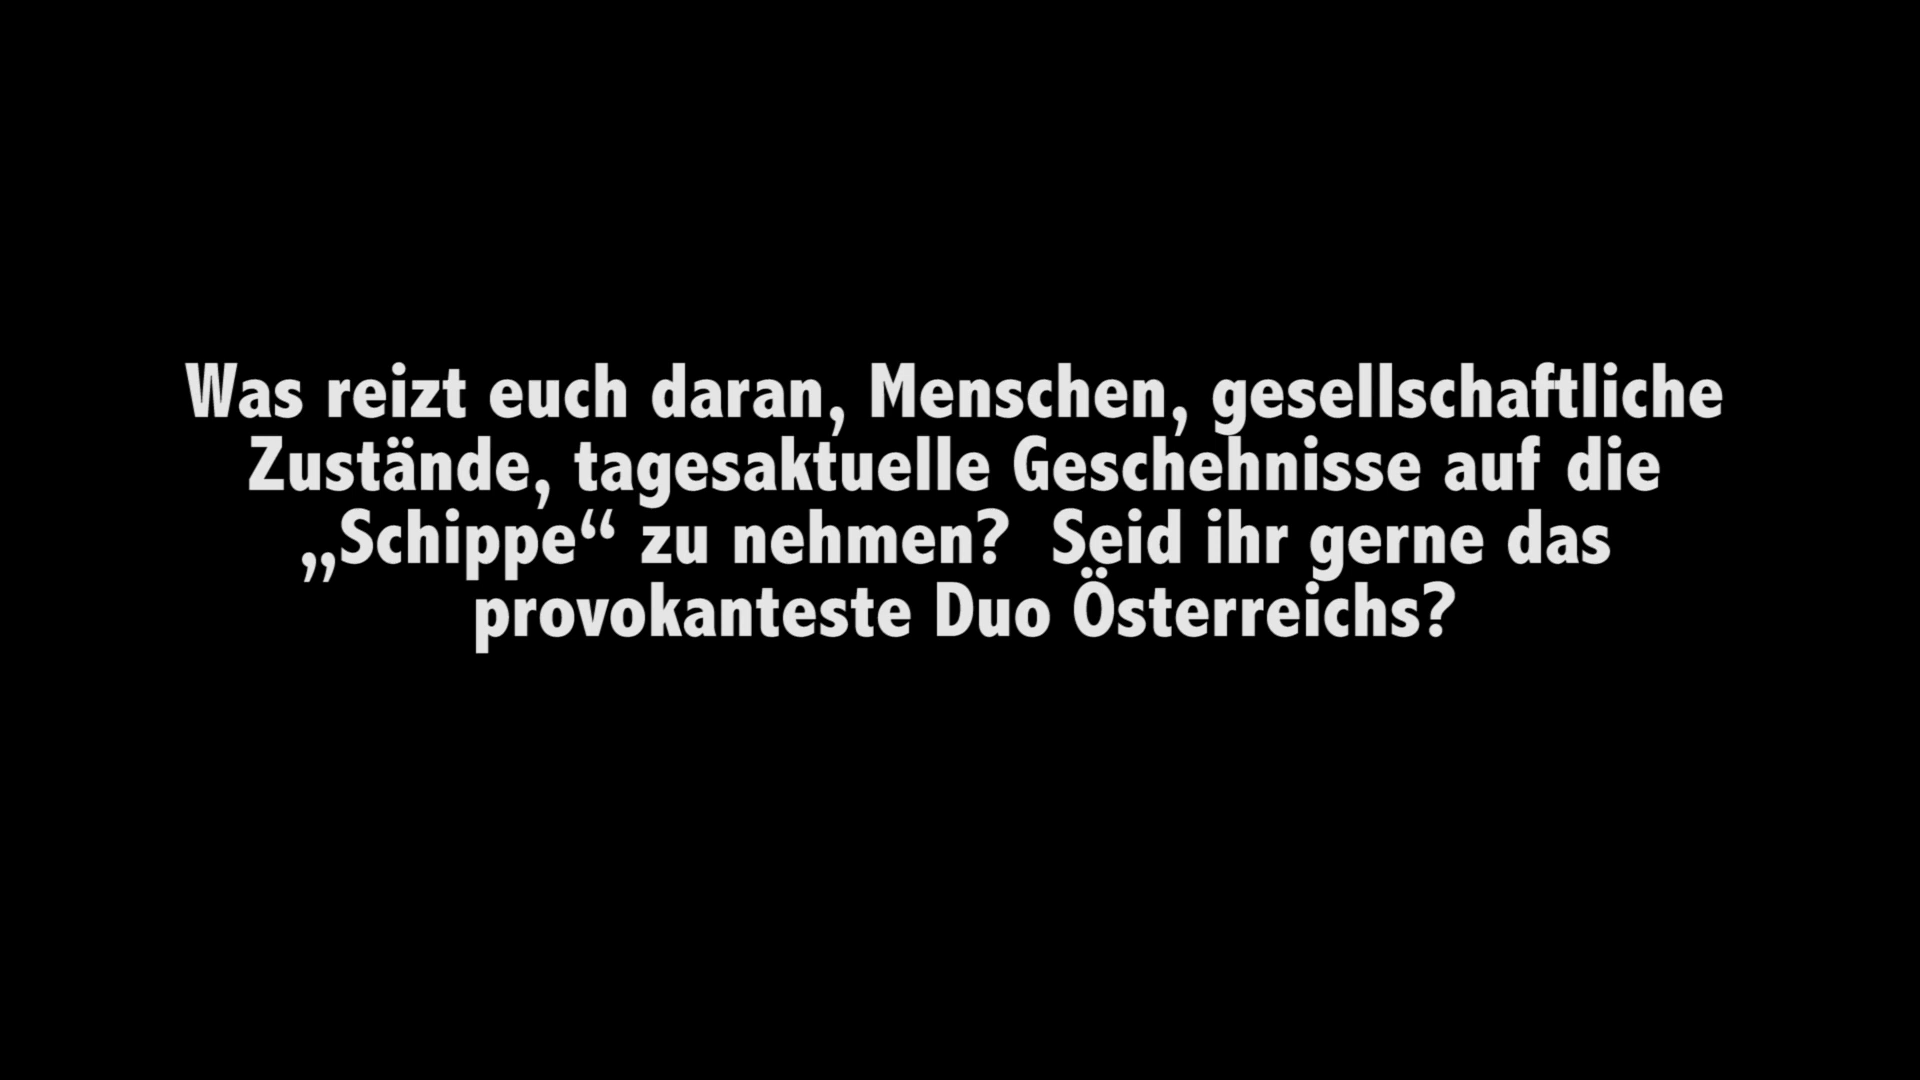 Was reizt euch daran, Menschen, gesellschaftliche
Zustände, tagesaktuelle Geschehnisse auf die
„Schippe“ zu nehmen?  Seid ihr gerne das
provokanteste Duo Österreichs?